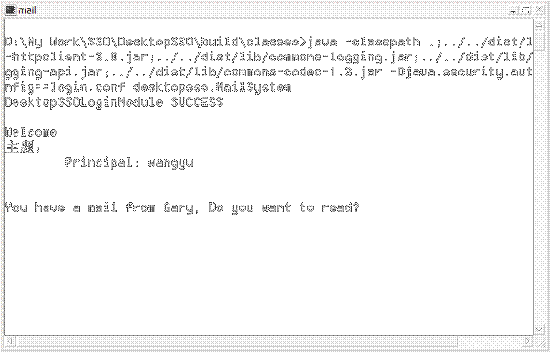 mail
D:\My Work\SSO\DesktopSSO\build\classes>java -classpath .;../../dist/l
-httpclient-3.0.jar;../../dist/lib/commons-logging.jar;../../dist/lib/
gging-api.jar;../../dist/lib/commons-codec-1.3.jar -Djava.security.aut
nfig==login.conf desktopsso.MailSystem
DesktopSSOLoginModule SUCCESS
Welcome
主题:
Principal: wangyu
You have a mail from Gary, Do you want to read?